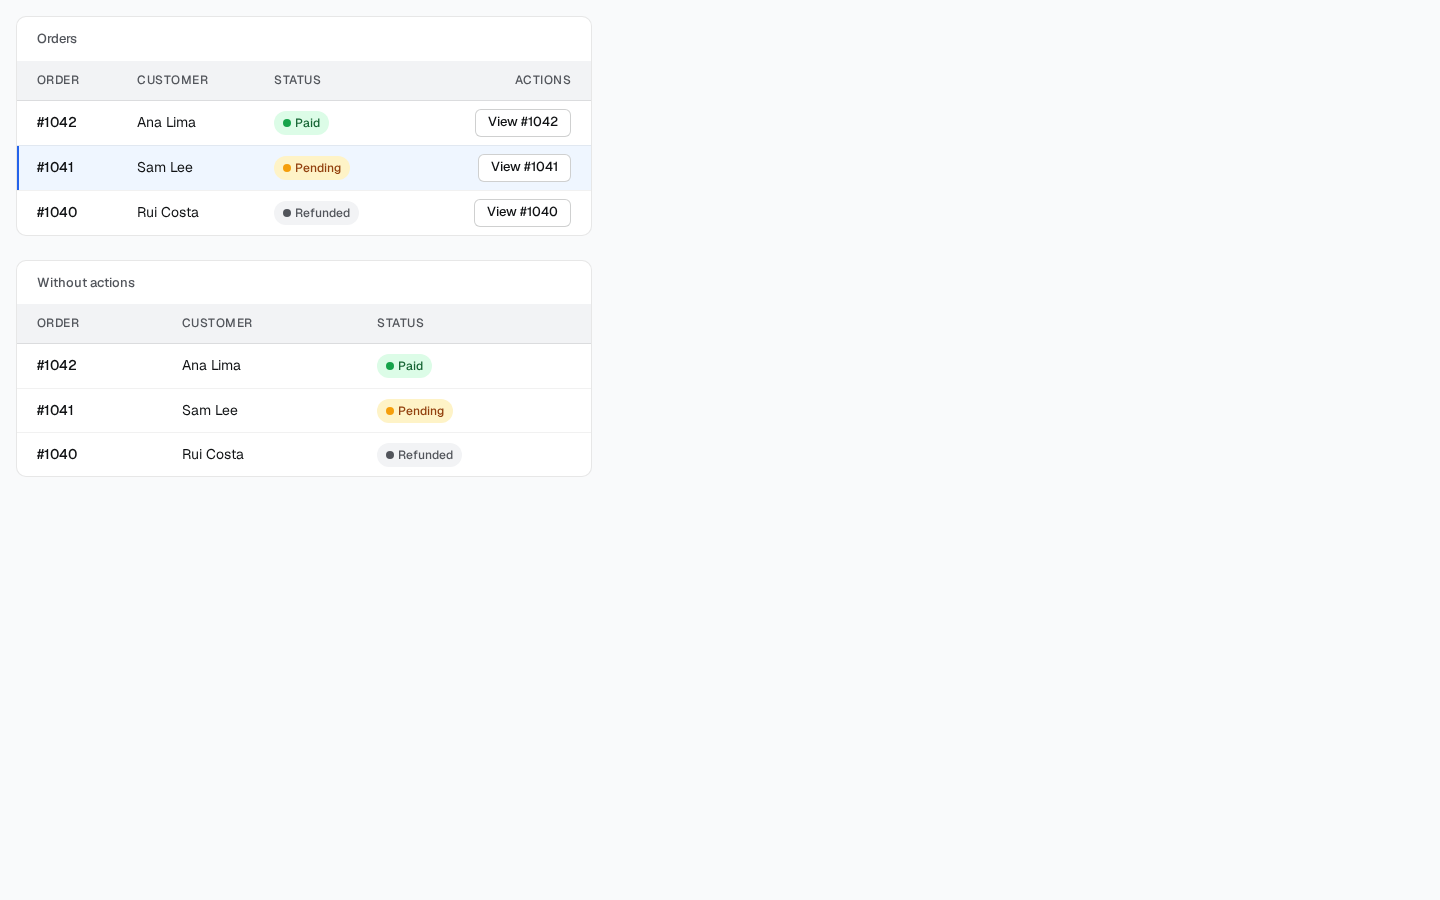 Orders
ORDER CUSTOMER STATUS ACTIONS
#1042 Ana Lima Paid View #1042
#1041 Sam Lee Pending View #1041
#1040 Rui Costa Refunded View #1040
Without actions
ORDER CUSTOMER STATUS
#1042 Ana Lima Paid
#1041 Sam Lee Pending
#1040 Rui Costa Refunded